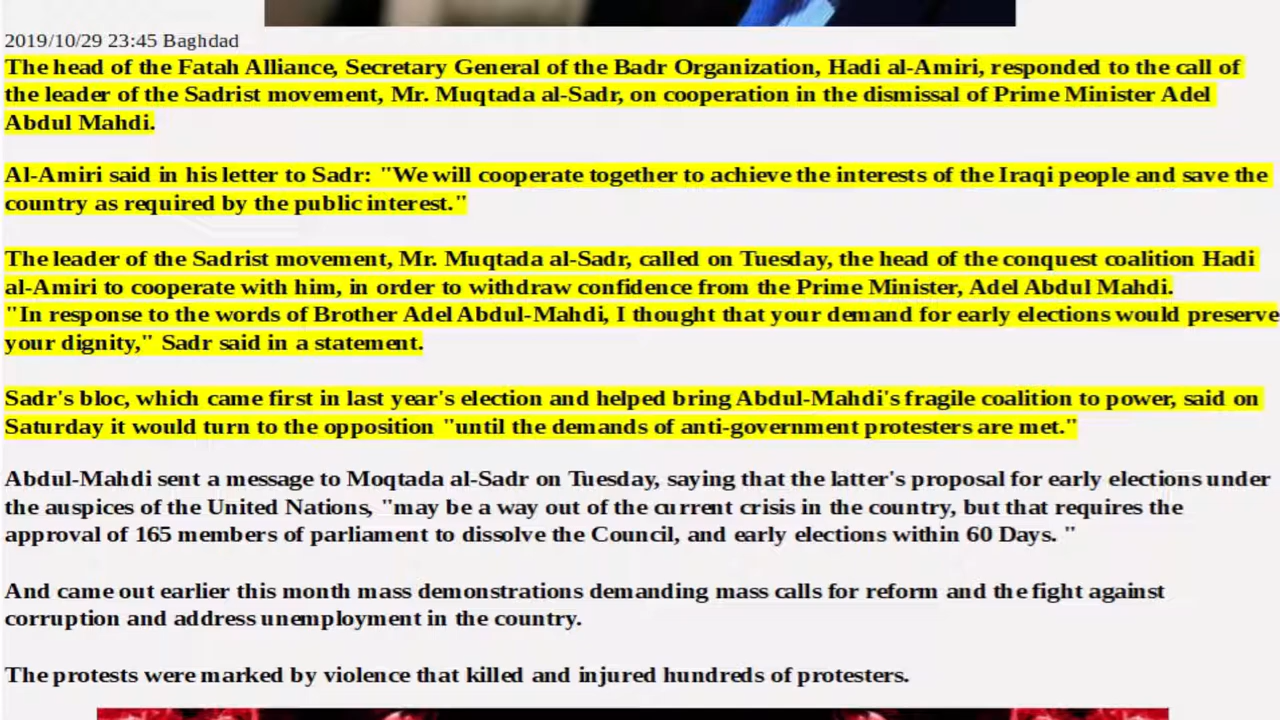 2019/10/29 23:45 Baghdad
The head of the Fatah Alliance, Secretary General of the Badr Organization, Hadi al-Amiri, responded to the call of
the leader of the Sadrist movement, Mr. Muqtada al-Sadr, on cooperation in the dismissal of Prime Minister Adel
Abdul Mahdi.
Al-Amiri said in his letter to Sadr: "We will cooperate together to achieve the interests of the Iraqi people and save the
country as required by the public interest."
The leader of the Sadrist movement, Mr. Muqtada al-Sadr, called on Tuesday, the head of the conquest coalition Hadi
al-Amiri to cooperate with him, in order to withdraw confidence from the Prime Minister, Adel Abdul Mahdi.
"In response to the words of Brother Adel Abdul-Mahdi, I thought that your demand for early elections would preserve
your dignity," Sadr said in a statement.
Sadr's bloc, which came first in last year's election and helped bring Abdul-Mahdi's fragile coalition to power, said on
Saturday it would turn to the opposition "until the demands of anti-government protesters are met."
Abdul-Mahdi sent a message to Moqtada al-Sadr on Tuesday, saying that the latter's proposal for early elections under
the auspices of the United Nations, "may be a way out of the current crisis in the country, but that requires the
approval of 165 members of parliament to dissolve the Council, and early elections within 60 Days. "
And came out earlier this month mass demonstrations demanding mass calls for reform and the fight against
corruption and address unemployment in the country.
The protests were marked by violence that killed and injured hundreds of protesters.